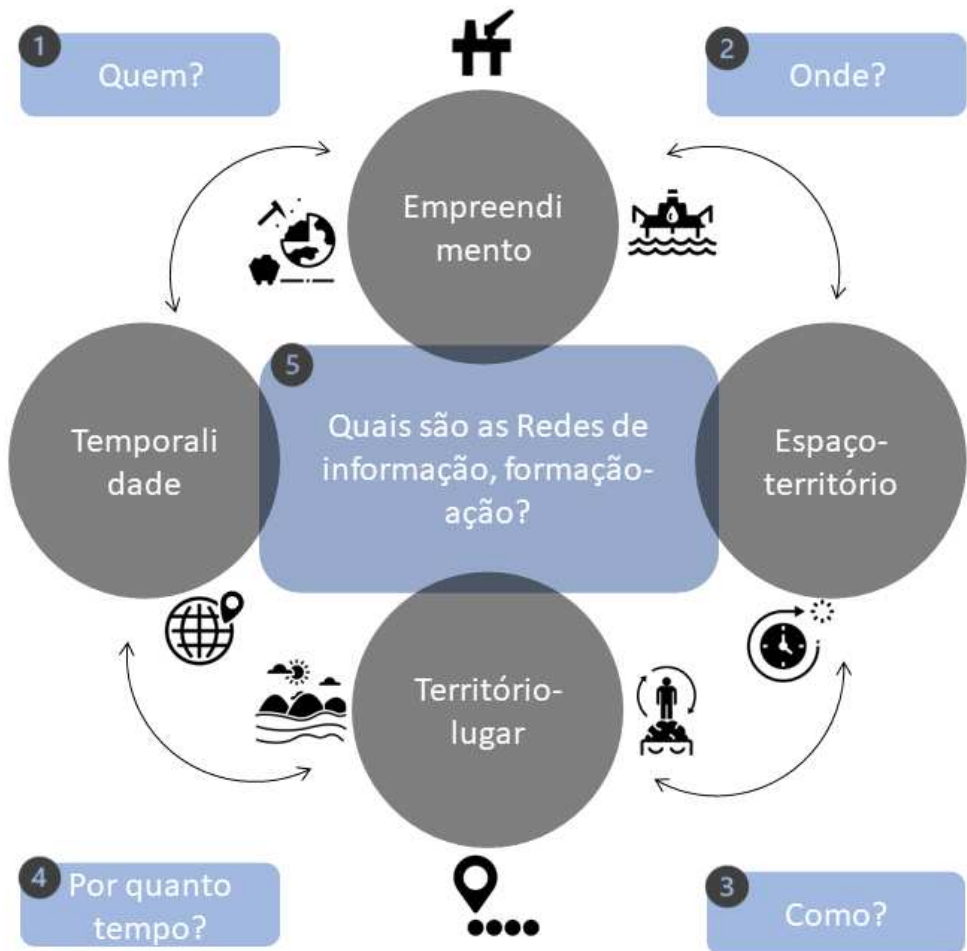 1
Quem?
2
Onde?
Empreendi
mento
5
Quais são as Redes de
informação, formação-
ação?
Temporali
dade
Espaço-
território
Território-
lugar
4
Por quanto
tempo?
3
Como?